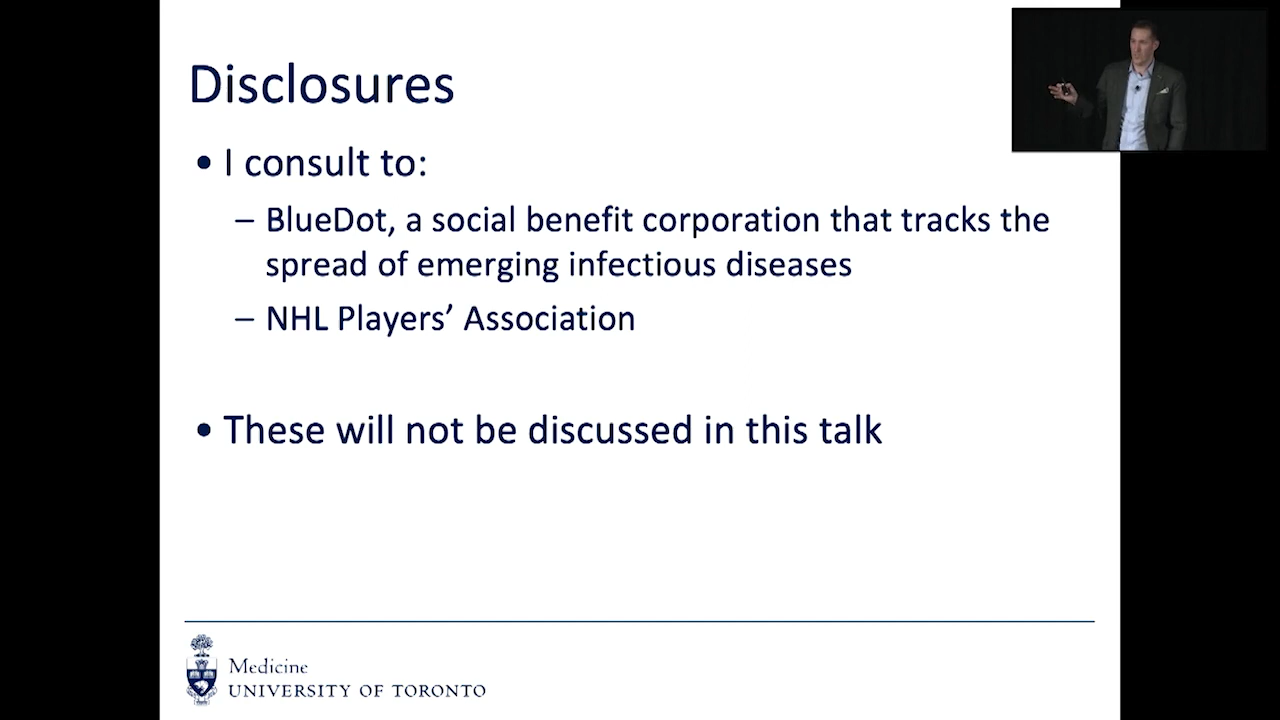 Disclosures
• I consult to:
– BlueDot, a social benefit corporation that tracks the
spread of emerging infectious diseases
– NHL Players’ Association
• These will not be discussed in this talk
Medicine
UNIVERSITY OF TORONTO